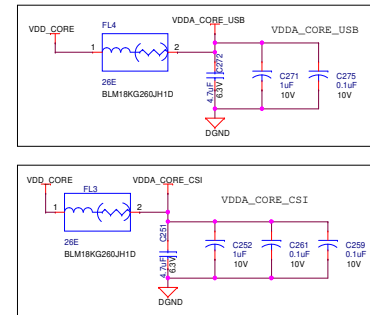 VDD_CORE
FL4
VDDA_CORE_USB
VDDA_CORE_USB
1
2
26E
BLM18KG260JH1D
C272
4.7uF
6.3V
C271
1uF
10V
C275
0.1uF
10V
DGND
VDD_CORE
FL3
VDDA_CORE_CSI
VDDA_CORE_CSI
1
2
26E
BLM18KG260JH1D
C251
4.7uF
6.3V
C252
1uF
10V
C261
0.1uF
10V
C259
0.1uF
10V
DGND